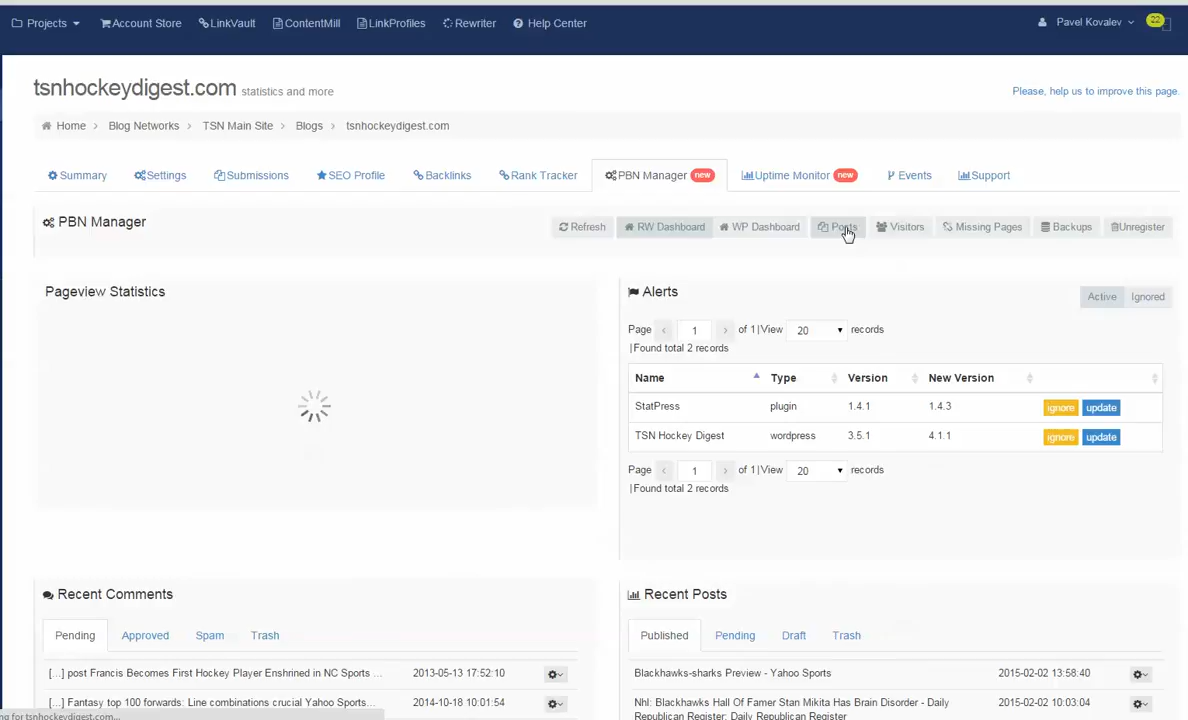 Projects Account Store LinkVault ContentMill LinkProfiles Rewriter Help Center Pavel Kovalev 22
tsnhockeydigest.com statistics and more Please, help us to improve this page.
Home > Blog Networks > TSN Main Site > Blogs > tsnhockeydigest.com
Summary Settings Submissions SEO Profile Backlinks Rank Tracker PBN Manager new Uptime Monitor new Events Support
PBN Manager Refresh RW Dashboard WP Dashboard Posts Visitors Missing Pages Backups Unregister
Pageview Statistics
Alerts Active Ignored
Page < 1 > of 1|View 20 records
|Found total 2 records
Name Type Version New Version
StatPress plugin 1.4.1 1.4.3 ignore update
TSN Hockey Digest wordpress 3.5.1 4.1.1 ignore update
Page < 1 > of 1|View 20 records
|Found total 2 records
Recent Comments
Pending Approved Spam Trash
[...] post Francis Becomes First Hockey Player Enshrined in NC Sports ... 2013-05-13 17:52:10
[...] Fantasy top 100 forwards: Line combinations crucial Yahoo Sports... 2014-10-18 10:01:54
Recent Posts
Published Pending Draft Trash
Blackhawks-sharks Preview - Yahoo Sports 2015-02-02 13:58:40
Nhl: Blackhawks Hall Of Famer Stan Mikita Has Brain Disorder - Daily 2015-02-02 10:03:04
Republican Register: Daily Republican Register
ng for tsnhockeydigest.com...